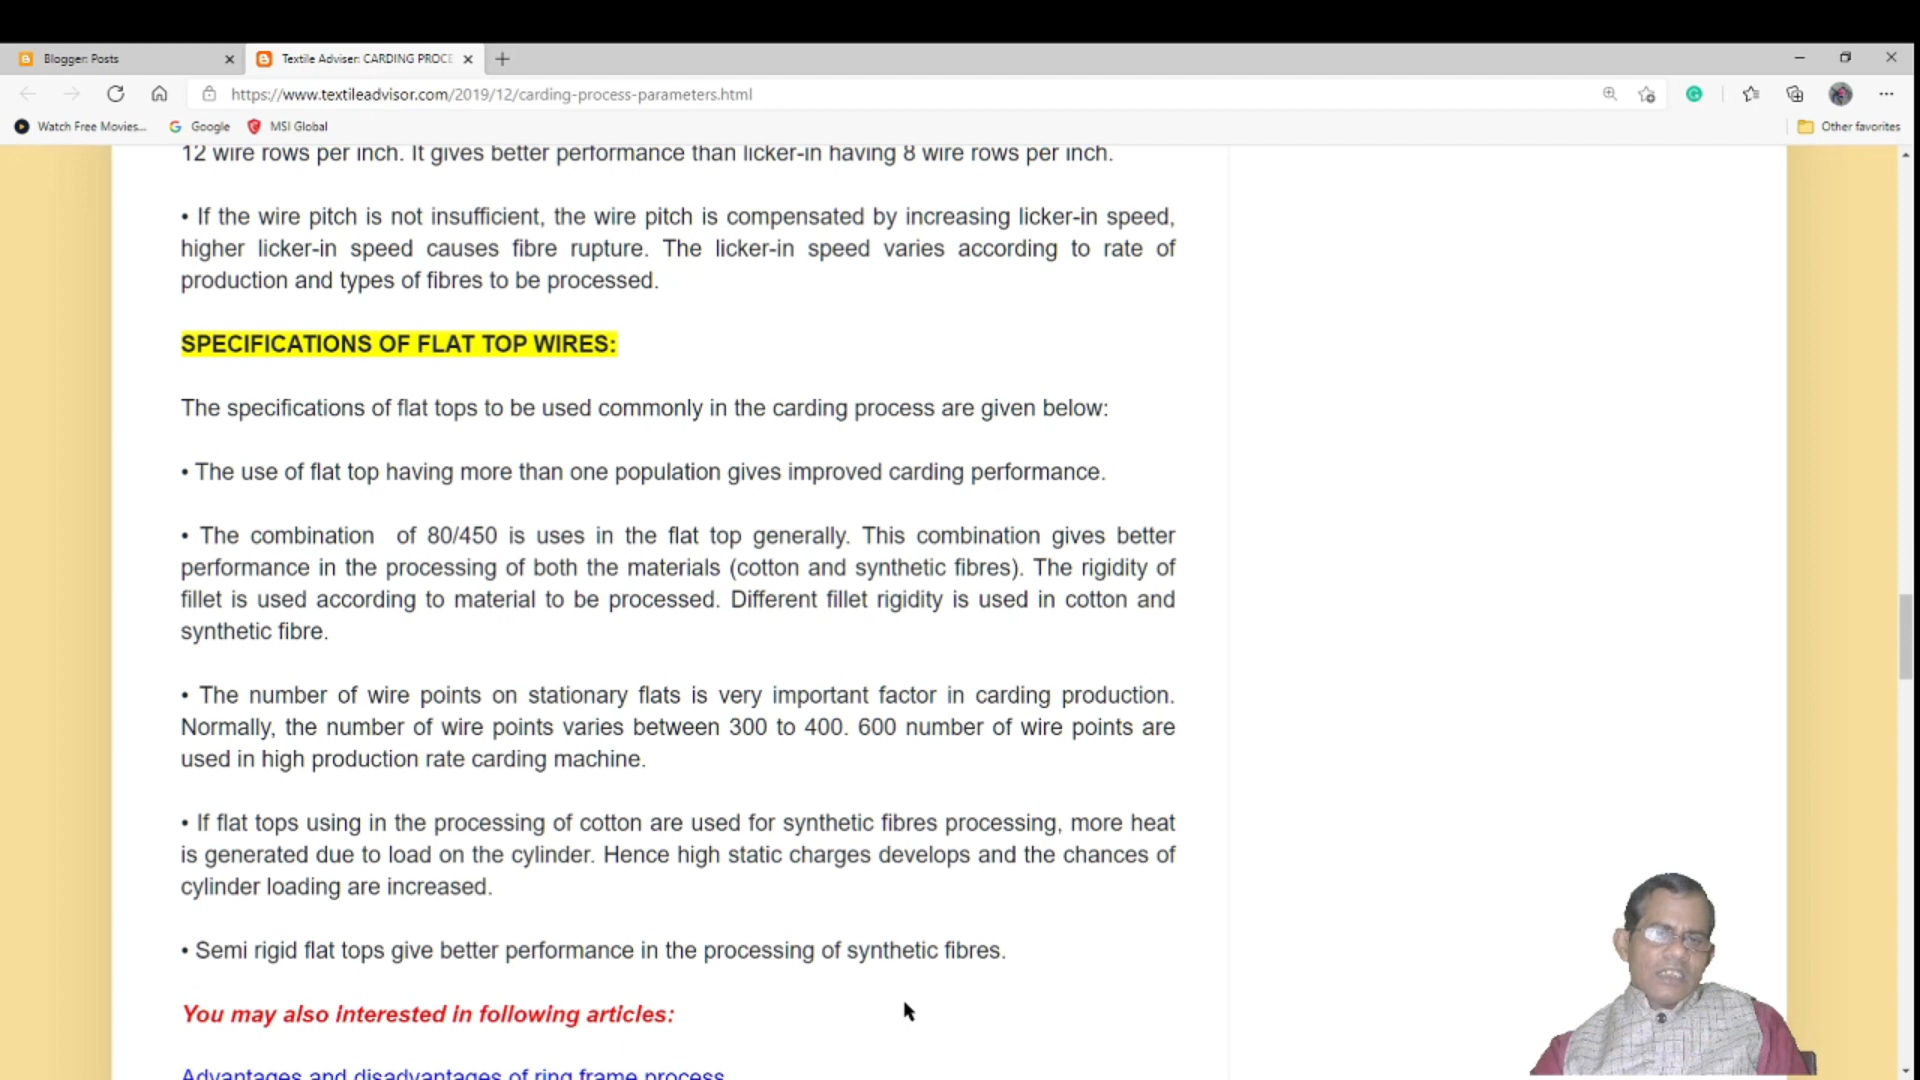 Blogger: Posts
Textile Adviser: CARDING PROCE
https://www.textileadvisor.com/2019/12/carding-process-parameters.html
Watch Free Movies...
Google
MSI Global
Other favorites
12 wire rows per inch. It gives better performance than licker-in having 8 wire rows per inch.
• If the wire pitch is not insufficient, the wire pitch is compensated by increasing licker-in speed,
higher licker-in speed causes fibre rupture. The licker-in speed varies according to rate of
production and types of fibres to be processed.
SPECIFICATIONS OF FLAT TOP WIRES:
The specifications of flat tops to be used commonly in the carding process are given below:
• The use of flat top having more than one population gives improved carding performance.
• The combination of 80/450 is uses in the flat top generally. This combination gives better
performance in the processing of both the materials (cotton and synthetic fibres). The rigidity of
fillet is used according to material to be processed. Different fillet rigidity is used in cotton and
synthetic fibre.
• The number of wire points on stationary flats is very important factor in carding production.
Normally, the number of wire points varies between 300 to 400. 600 number of wire points are
used in high production rate carding machine.
• If flat tops using in the processing of cotton are used for synthetic fibres processing, more heat
is generated due to load on the cylinder. Hence high static charges develops and the chances of
cylinder loading are increased.
• Semi rigid flat tops give better performance in the processing of synthetic fibres.
You may also interested in following articles:
Advantages and disadvantages of ring frame process